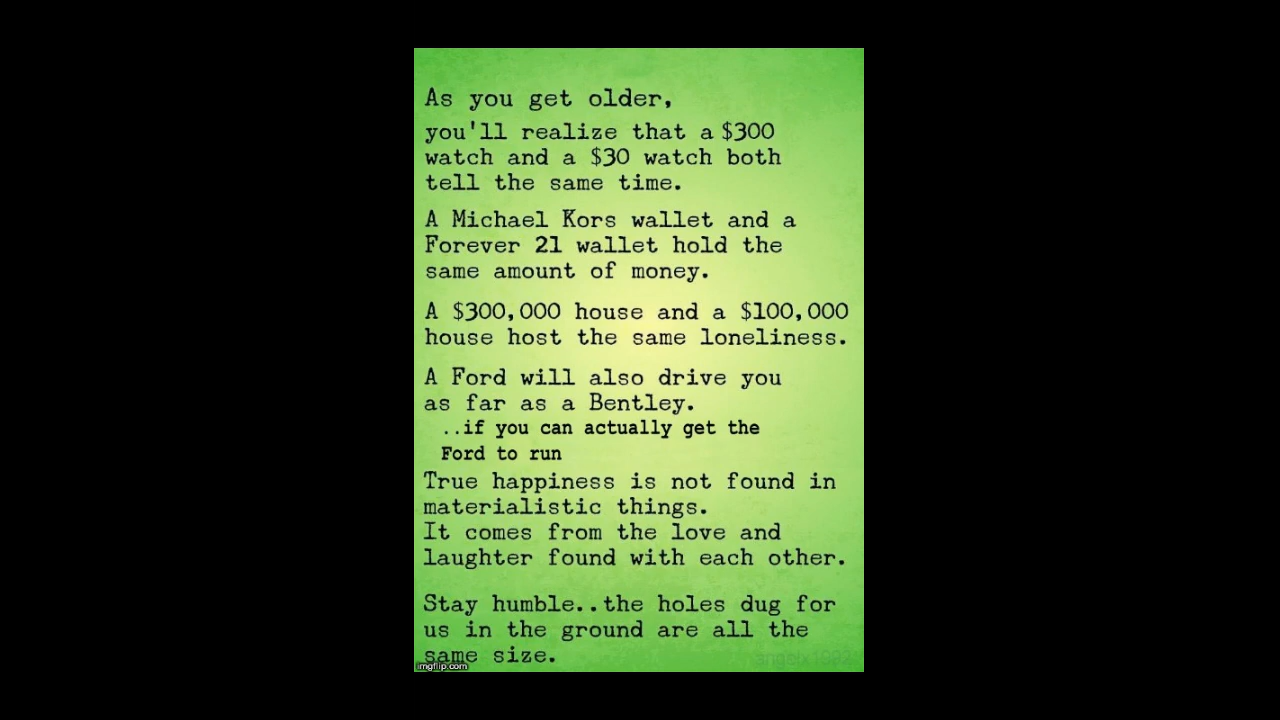 As you get older,
you'll realize that a $300
watch and a $30 watch both
tell the same time.
A Michael Kors wallet and a
Forever 21 wallet hold the
same amount of money.
A $300,000 house and a $100,000
house host the same loneliness.
A Ford will also drive you
as far as a Bentley.
..if you can actually get the
Ford to run
True happiness is not found in
materialistic things.
It comes from the love and
laughter found with each other.
Stay humble..the holes dug for
us in the ground are all the
same size.
imgflip.com